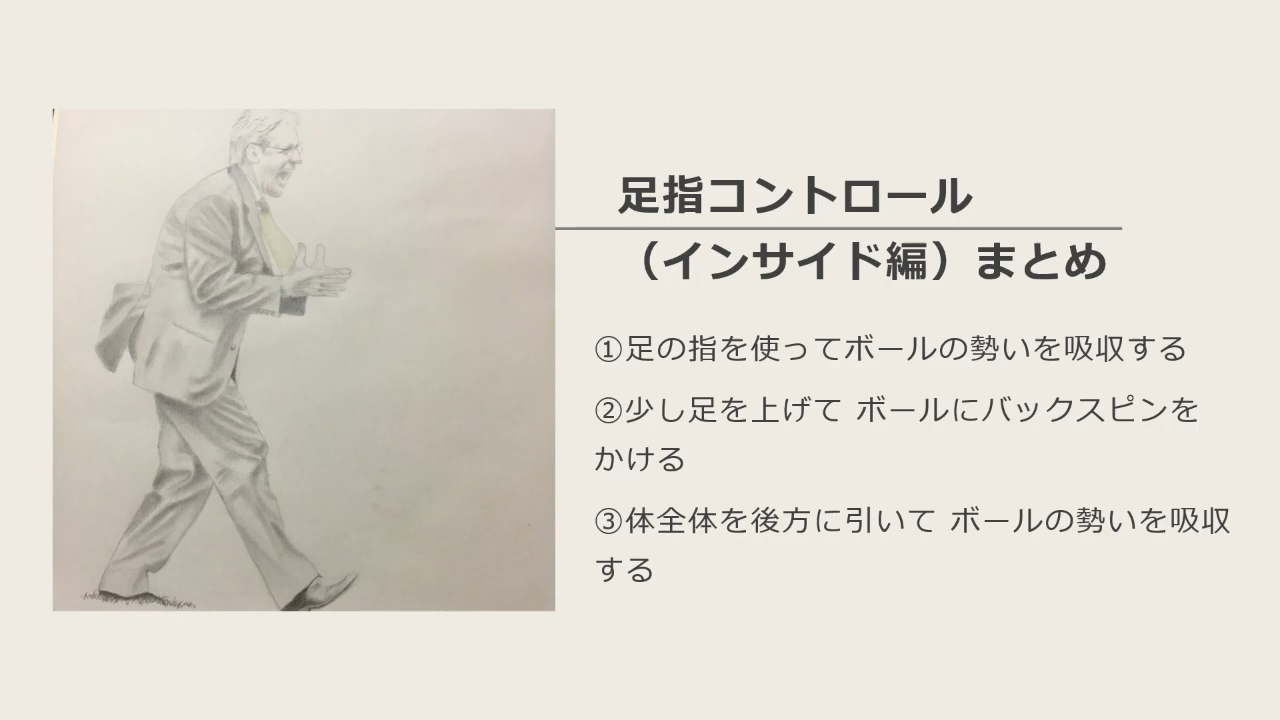 足指コントロール
（インサイド編）まとめ
①足の指を使ってボールの勢いを吸収する
②少し足を上げて ボールにバックスピンを
かける
③体全体を後方に引いて ボールの勢いを吸収
する